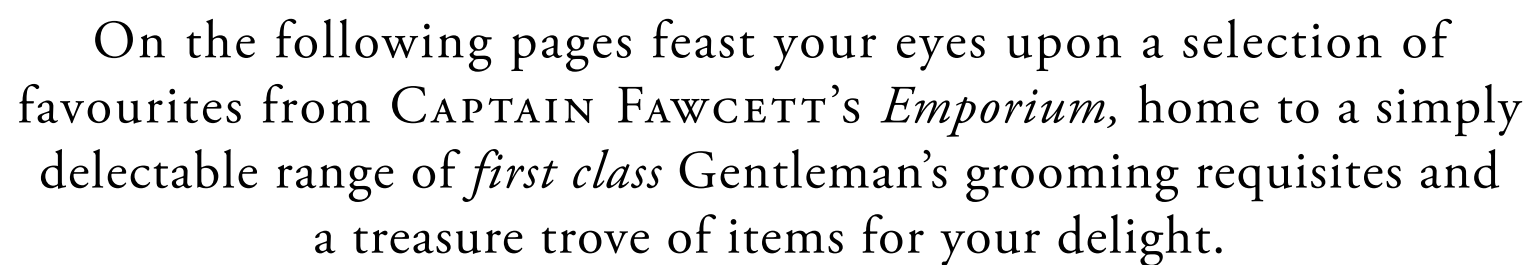 On the following pages feast your eyes upon a selection of
favourites from Captain Fawcett’s Emporium, home to a simply
delectable range of first class Gentleman’s grooming requisites and
a treasure trove of items for your delight.